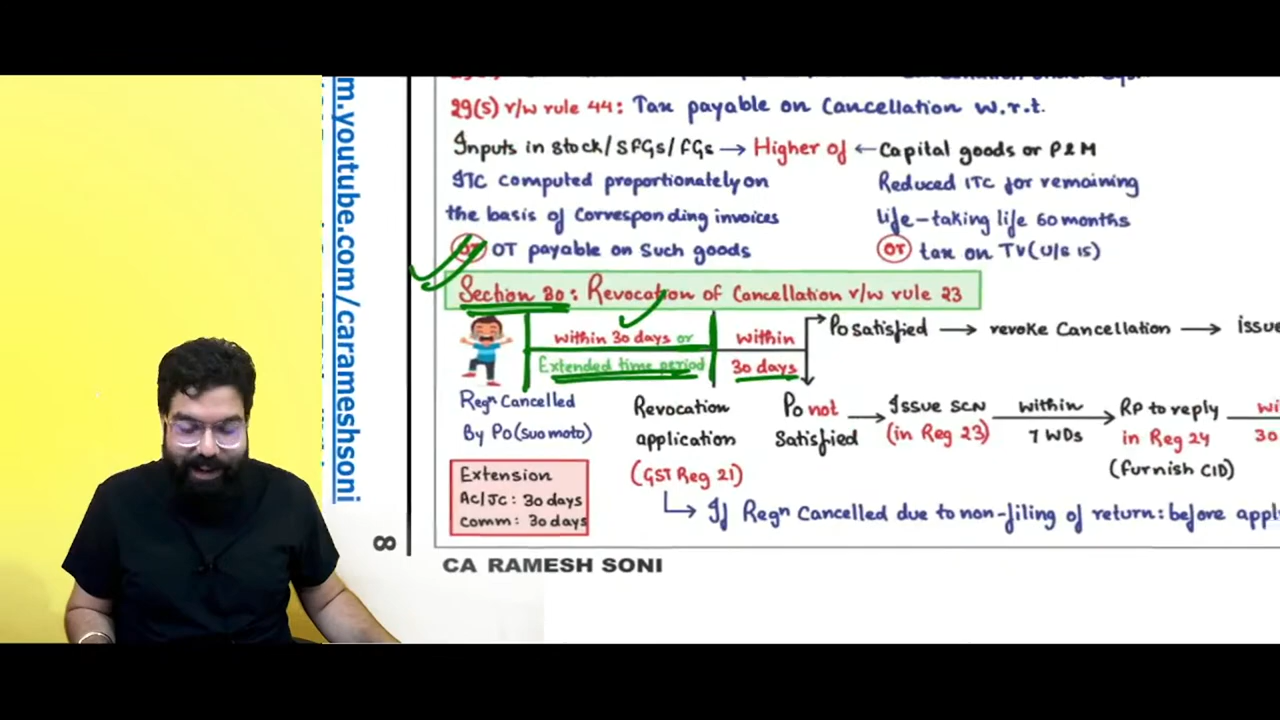 m.youtube.com/carameshsoni
29(5) r/w rule 44: Tax payable on Cancellation w.r.t.
Inputs in stock/SFGs/FGs → Higher of ← Capital goods or P&M
ITC computed proportionately on
the basis of Corresponding invoices
OT payable on Such goods
Reduced ITC for remaining
life-taking life 60 months
OR tax on TV (U/S 15)
Section 30: Revocation of Cancellation r/w rule 23
within 30 days or
Extended time period
within
30 days
Po satisfied → revoke Cancellation → issue
Regn Cancelled
By PO (suo moto)
Revocation
application
(GST Reg 21)
Po not
Satisfied
Issue SCN
(in Reg 23)
within
7 WDs
RP to reply
in Reg 24
(furnish CID)
wi
30
Extension
AC/JC: 30 days
Comm: 30 days
If Regn Cancelled due to non-filing of return: before apply
8
CA RAMESH SONI